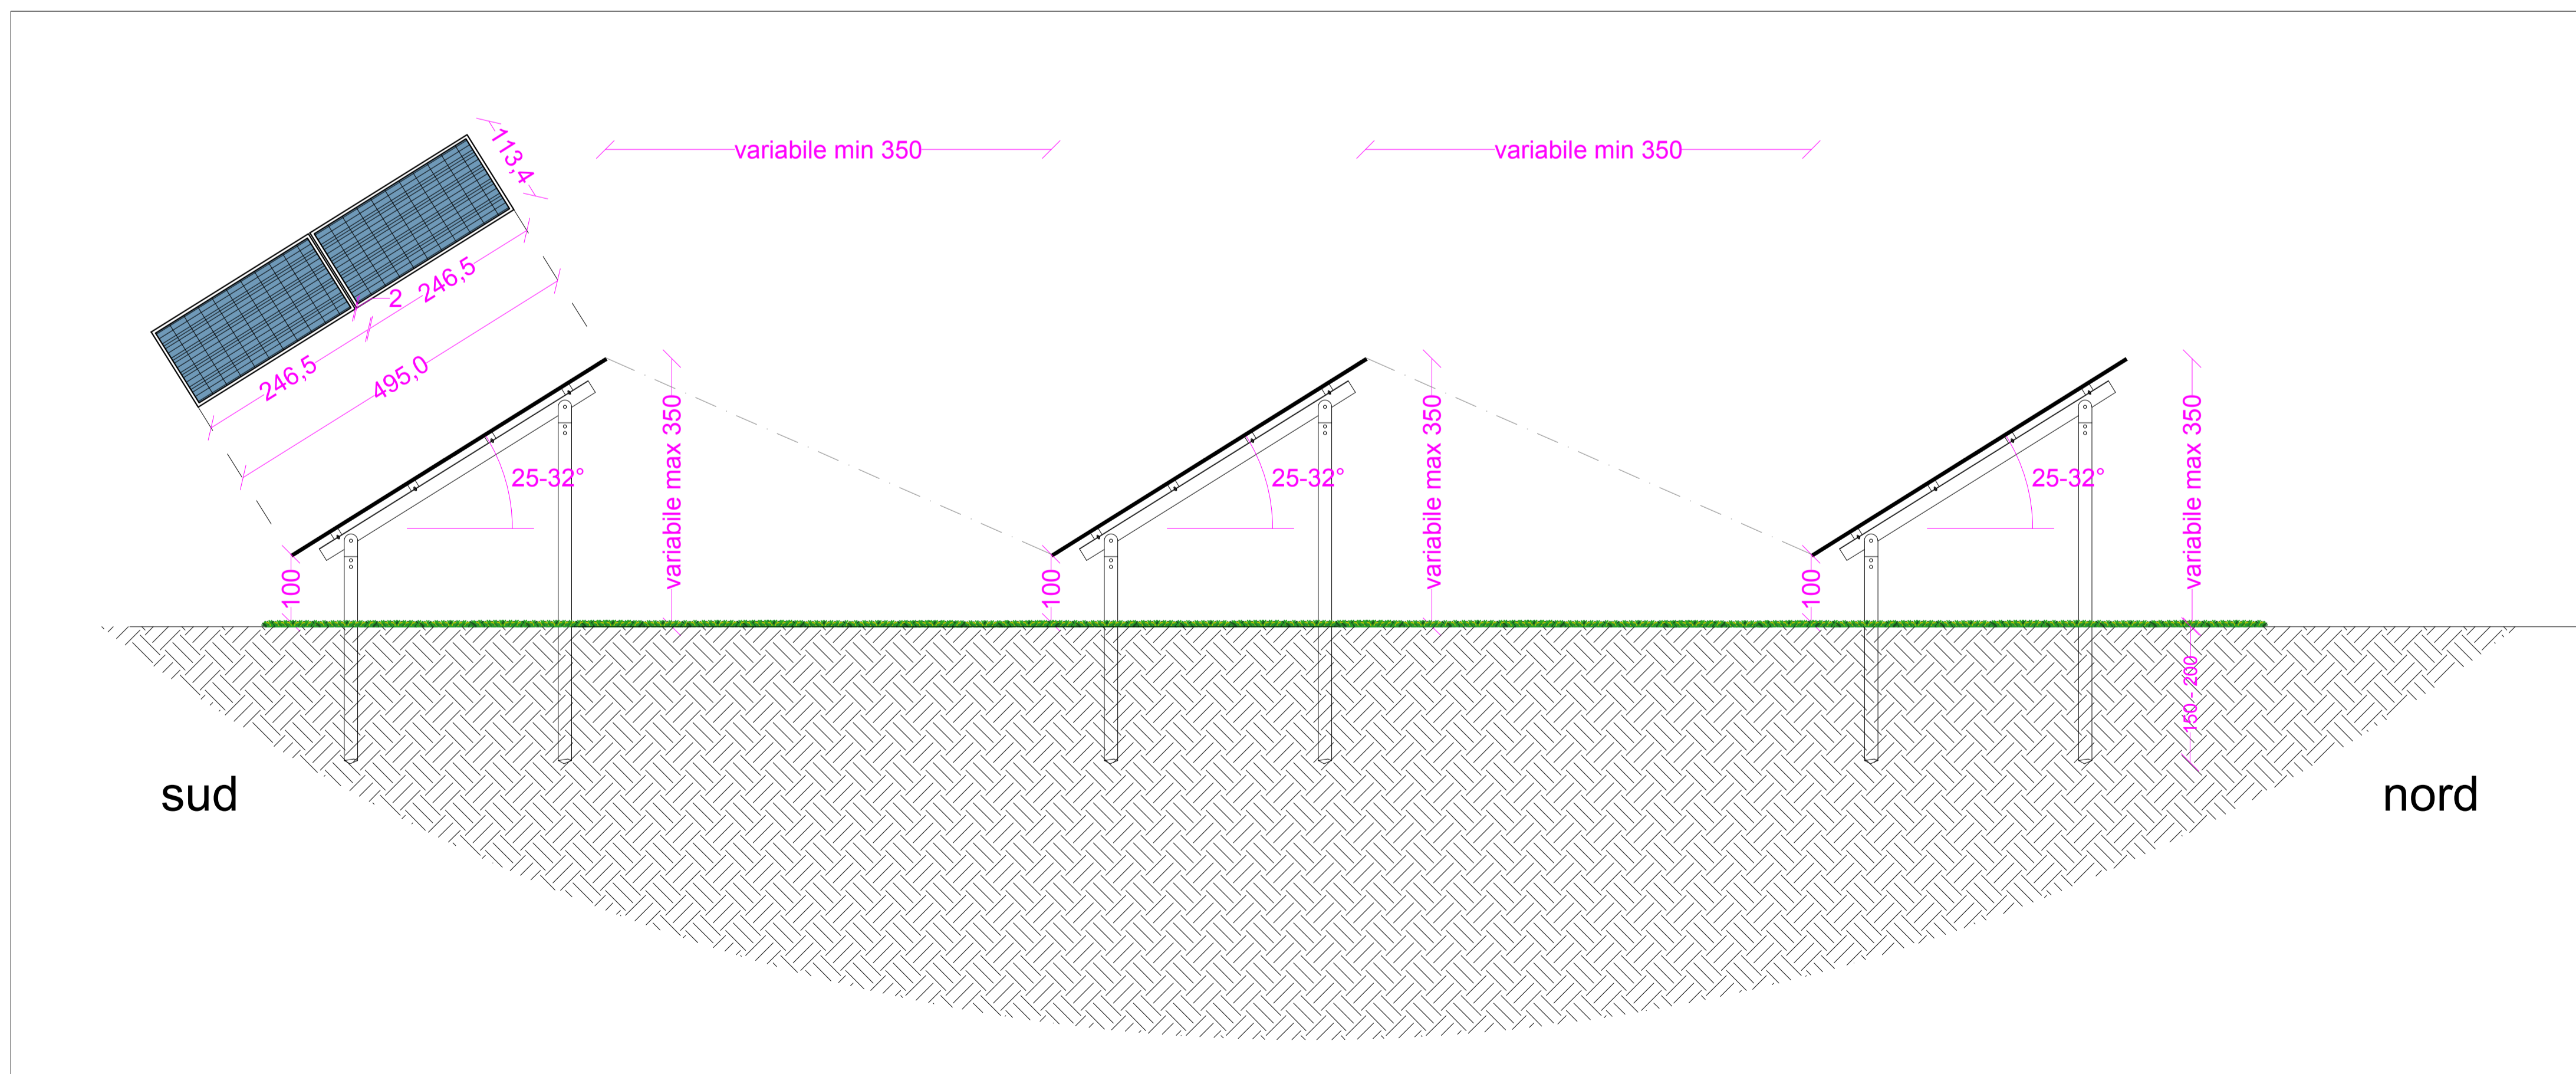 variabile min 350
variabile min 350
113,4
246,5
2
246,5
495,0
25-32°
variabile max 350
100
25-32°
variabile max 350
100
25-32°
variabile max 350
100
150 - 200
sud
nord